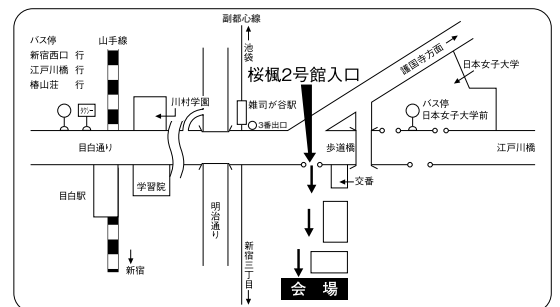 副都心線
バス停
新宿西口 行
江戸川橋 行
椿山荘 行
山手線
池袋
護国寺方面
桜楓2号館入口
日本女子大学
タクシー
川村学園
雑司が谷駅
3番出口
バス停
日本女子大学前
目白通り
歩道橋
江戸川橋
目白駅
学習院
明治通り
交番
新宿三丁目
新宿
会 場